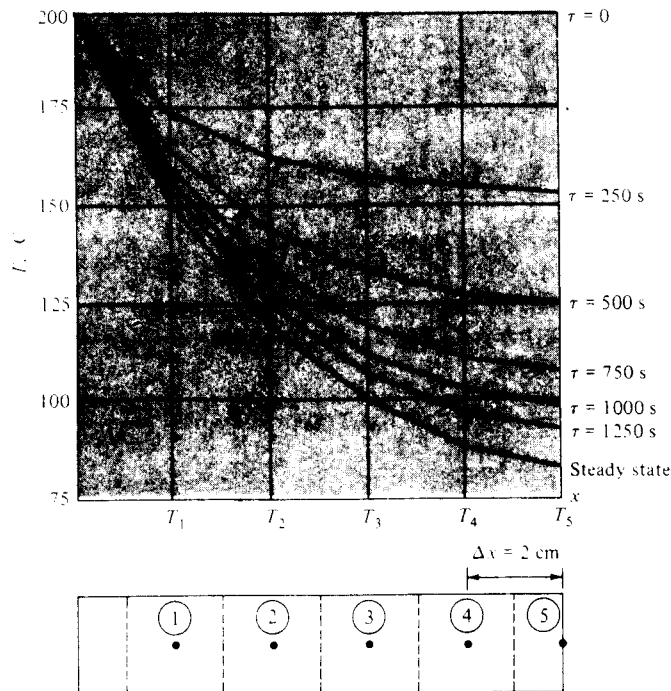 200
τ = 0
175
150
τ = 250 s
125
τ = 500 s
τ = 750 s
100
τ = 1000 s
τ = 1250 s
Steady state
75
x
T1 T2 T3 T4 T5
Δx = 2 cm
1 2 3 4 5